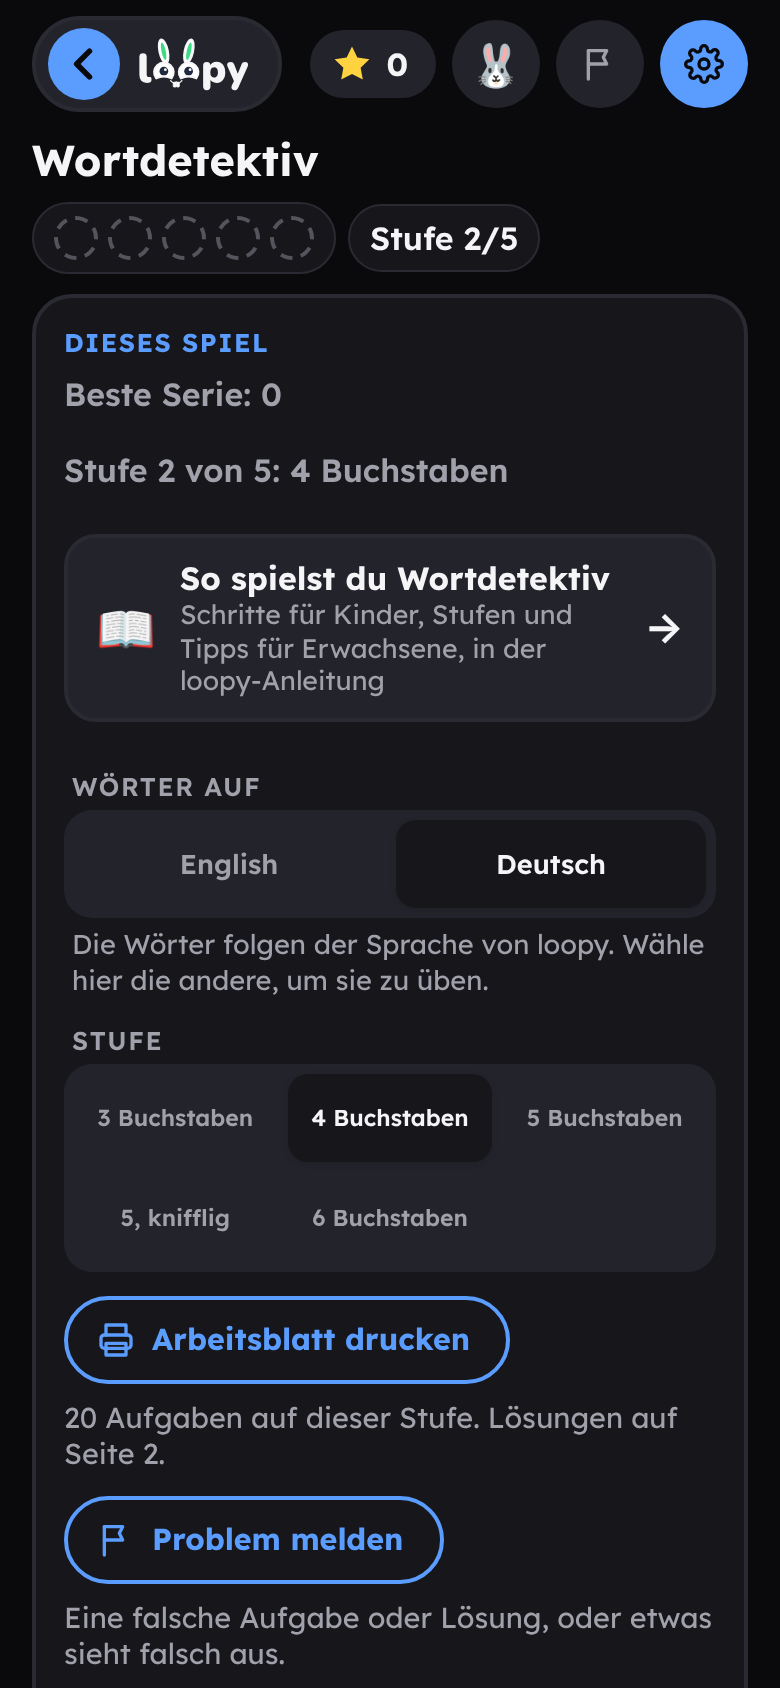 loopy
0
Wortdetektiv
Stufe 2/5
DIESES SPIEL
Beste Serie: 0
Stufe 2 von 5: 4 Buchstaben
So spielst du Wortdetektiv
Schritte für Kinder, Stufen und
Tipps für Erwachsene, in der
loopy-Anleitung
WÖRTER AUF
English
Deutsch
Die Wörter folgen der Sprache von loopy. Wähle
hier die andere, um sie zu üben.
STUFE
3 Buchstaben
4 Buchstaben
5 Buchstaben
5, knifflig
6 Buchstaben
Arbeitsblatt drucken
20 Aufgaben auf dieser Stufe. Lösungen auf
Seite 2.
Problem melden
Eine falsche Aufgabe oder Lösung, oder etwas
sieht falsch aus.